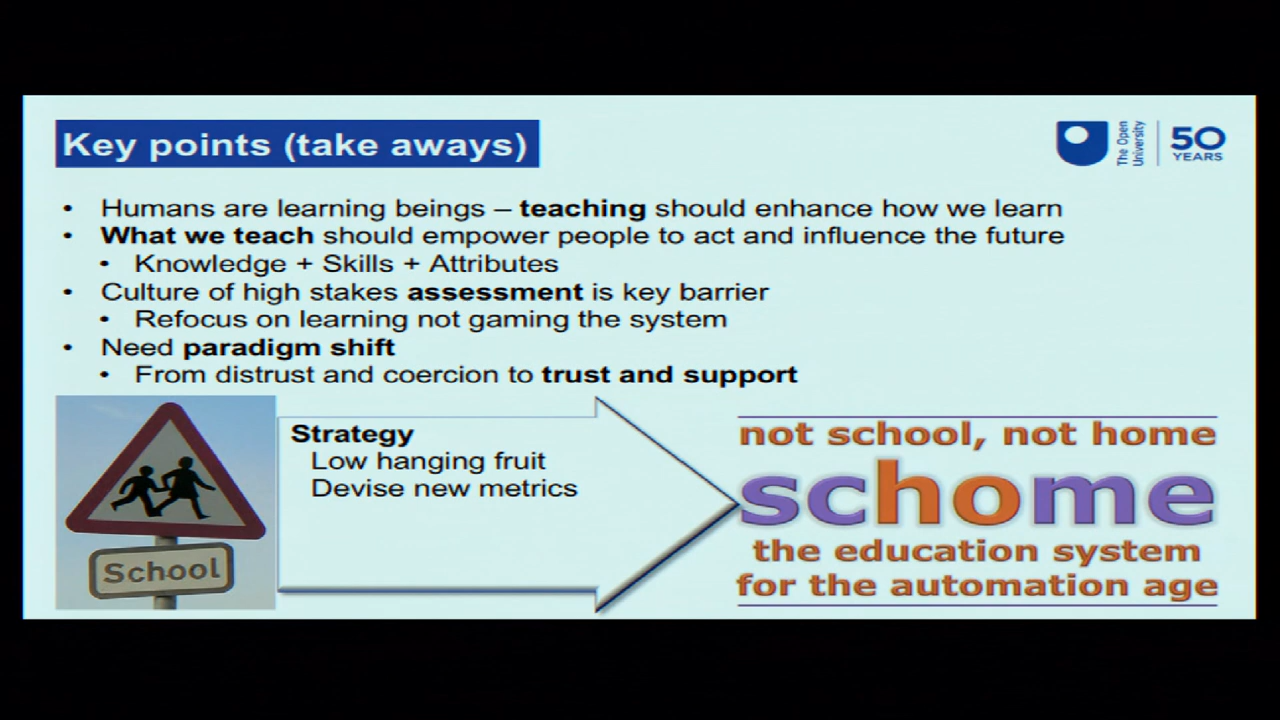 Key points (take aways)
The Open
University
50
YEARS
• Humans are learning beings – teaching should enhance how we learn
• What we teach should empower people to act and influence the future
• Knowledge + Skills + Attributes
• Culture of high stakes assessment is key barrier
• Refocus on learning not gaming the system
• Need paradigm shift
• From distrust and coercion to trust and support
School
Strategy
Low hanging fruit
Devise new metrics
not school, not home
schome
the education system
for the automation age